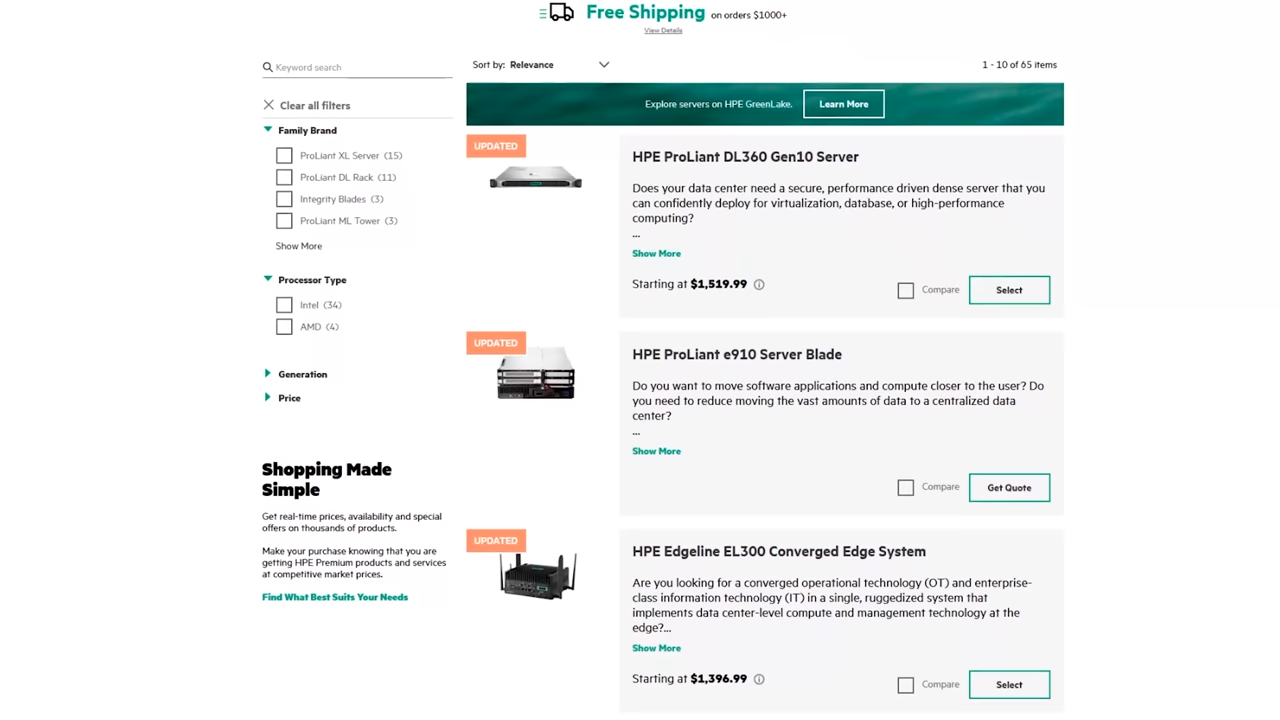 Free Shipping on orders $1000+
View Details
Keyword search
Clear all filters
Family Brand
ProLiant XL Server (15)
ProLiant DL Rack (11)
Integrity Blades (3)
ProLiant ML Tower (3)
Show More
Processor Type
Intel (34)
AMD (4)
Generation
Price
Shopping Made
Simple
Get real-time prices, availability and special
offers on thousands of products.
Make your purchase knowing that you are
getting HPE Premium products and services
at competitive market prices.
Find What Best Suits Your Needs
Sort by: Relevance
1 - 10 of 65 items
Explore servers on HPE GreenLake. Learn More
UPDATED
HPE ProLiant DL360 Gen10 Server
Does your data center need a secure, performance driven dense server that you
can confidently deploy for virtualization, database, or high-performance
computing?
...
Show More
Starting at $1,519.99
Compare
Select
UPDATED
HPE ProLiant e910 Server Blade
Do you want to move software applications and compute closer to the user? Do
you need to reduce moving the vast amounts of data to a centralized data
center?
...
Show More
Compare
Get Quote
UPDATED
HPE Edgeline EL300 Converged Edge System
Are you looking for a converged operational technology (OT) and enterprise-
class information technology (IT) in a single, ruggedized system that
implements data center-level compute and management technology at the
edge?...
Show More
Starting at $1,396.99
Compare
Select